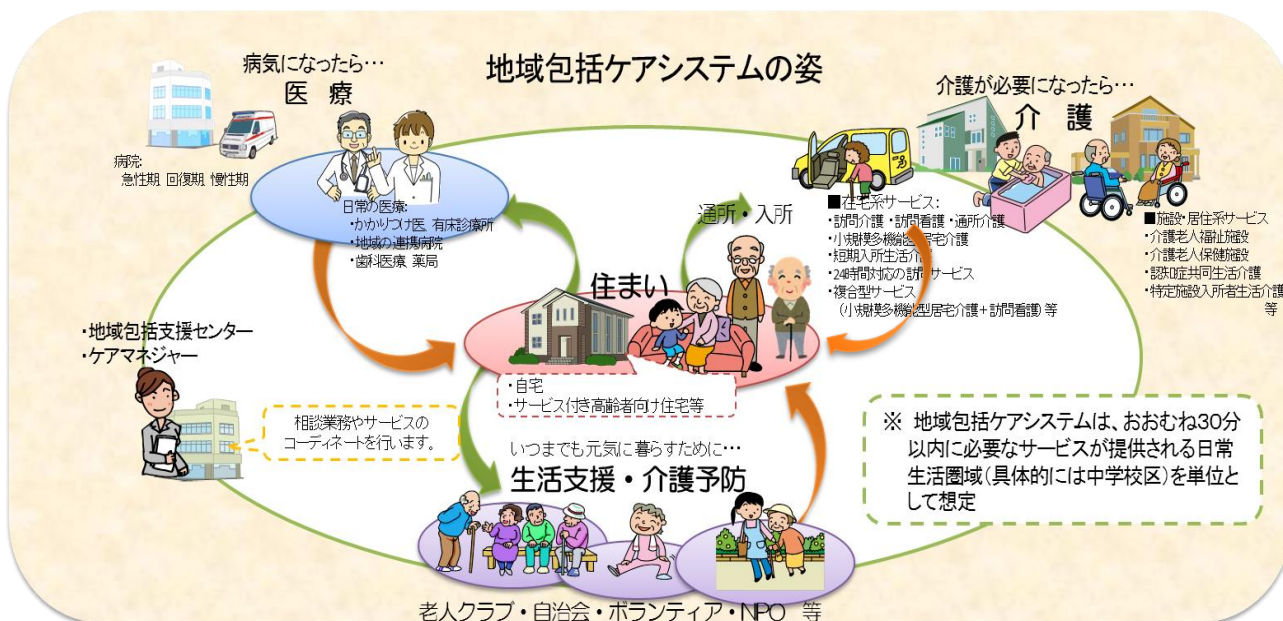 地域包括ケアシステムの姿
病気になったら…
医 療
病院:
急性期 回復期 慢性期
日常の医療:
・かかりつけ医、有床診療所
・地域の連携病院
・歯科医療、薬局
通所・入所
介護が必要になったら…
介 護
■在宅系サービス:
・訪問介護・訪問看護・通所介護
・小規模多機能型居宅介護
・短期入所生活介護
・24時間対応の訪問サービス
・複合型サービス
（小規模多機能型居宅介護＋訪問看護）等
■施設・居住系サービス
・介護老人福祉施設
・介護老人保健施設
・認知症共同生活介護
・特定施設入所者生活介護
等
住まい
・自宅
・サービス付き高齢者向け住宅等
・地域包括支援センター
・ケアマネジャー
相談業務やサービスの
コーディネートを行います。
いつまでも元気に暮らすために…
生活支援・介護予防
老人クラブ・自治会・ボランティア・NPO 等
※ 地域包括ケアシステムは、おおむね30分
以内に必要なサービスが提供される日常
生活圏域（具体的には中学校区）を単位と
して想定